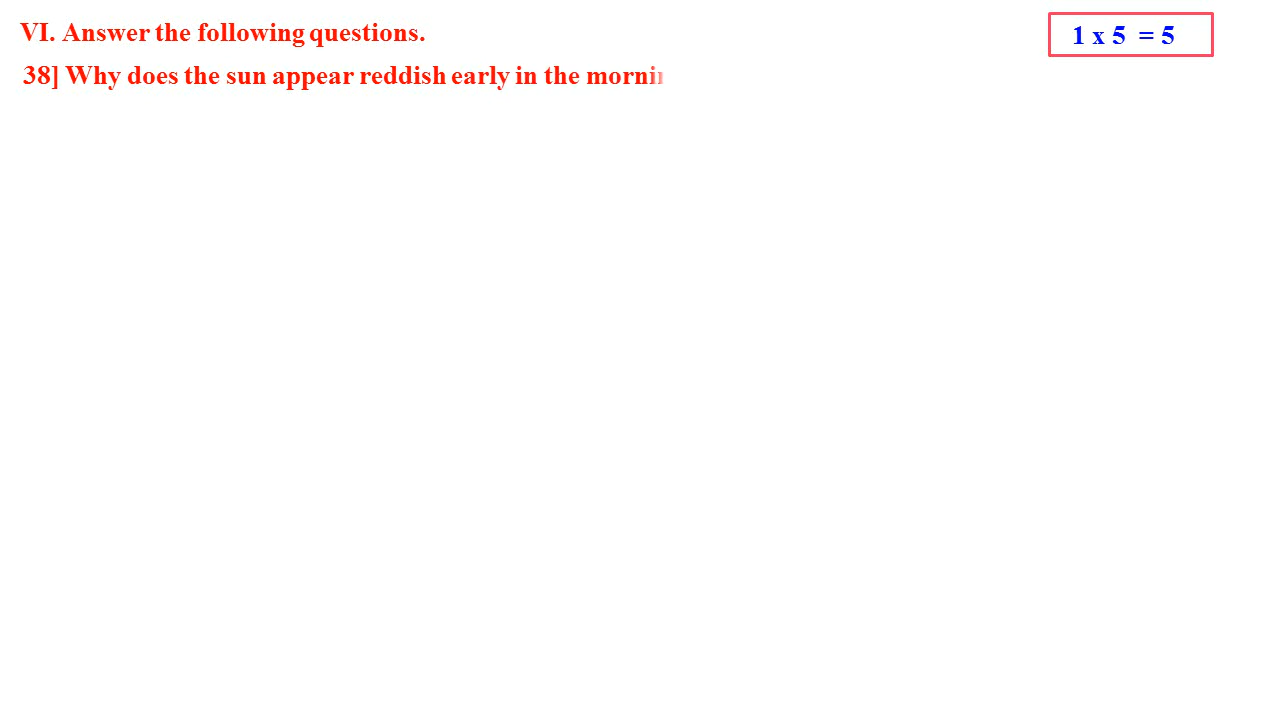 VI. Answer the following questions.
1 x 5 = 5
38] Why does the sun appear reddish early in the